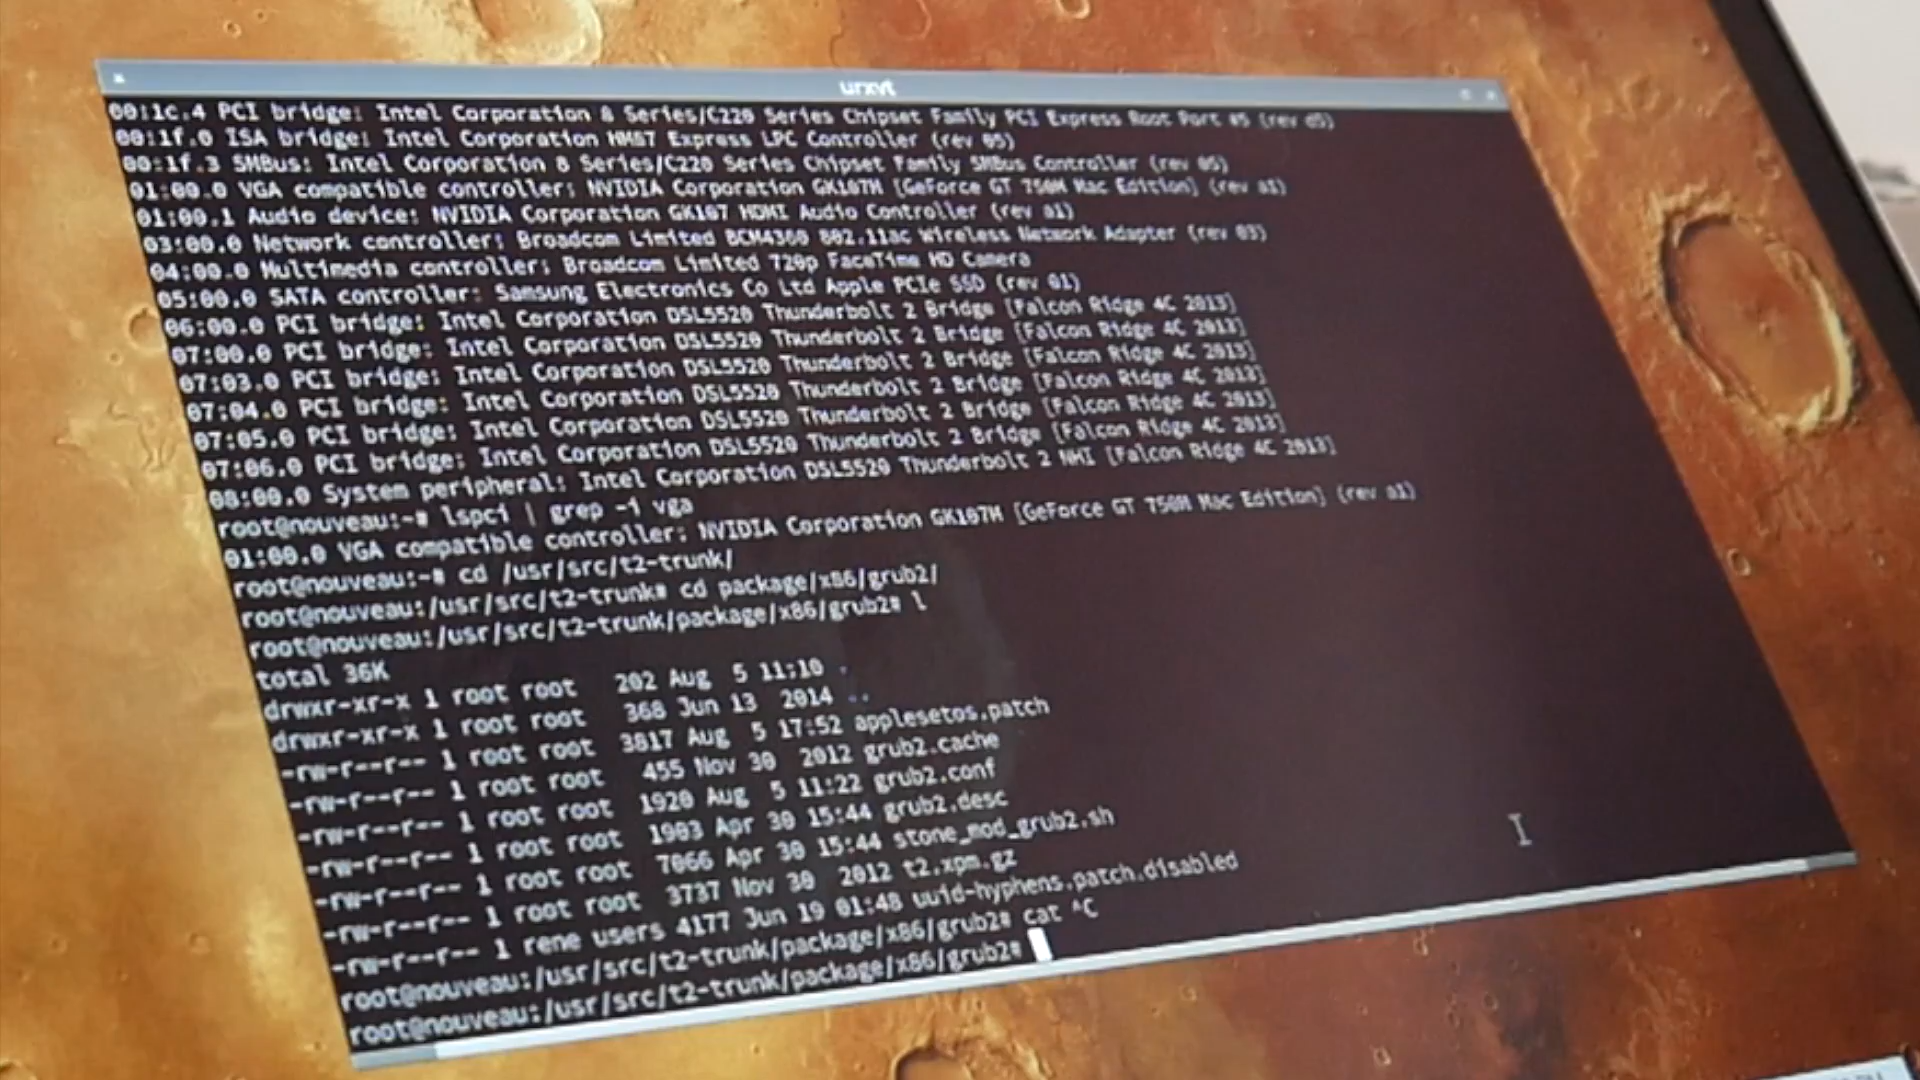 urxvt
00:1c.4 PCI bridge: Intel Corporation 8 Series/C220 Series Chipset Family PCI Express Root Port #5 (rev d5)
00:1f.0 ISA bridge: Intel Corporation HM87 Express LPC Controller (rev 05)
00:1f.3 SMBus: Intel Corporation 8 Series/C220 Series Chipset Family SMBus Controller (rev 05)
01:00.0 VGA compatible controller: NVIDIA Corporation GK107M [GeForce GT 750M Mac Edition] (rev a1)
01:00.1 Audio device: NVIDIA Corporation GK107 HDMI Audio Controller (rev a1)
03:00.0 Network controller: Broadcom Limited BCM4360 802.11ac Wireless Network Adapter (rev 03)
04:00.0 Multimedia controller: Broadcom Limited 720p FaceTime HD Camera
05:00.0 SATA controller: Samsung Electronics Co Ltd Apple PCIe SSD (rev 01)
06:00.0 PCI bridge: Intel Corporation DSL5520 Thunderbolt 2 Bridge [Falcon Ridge 4C 2013]
07:00.0 PCI bridge: Intel Corporation DSL5520 Thunderbolt 2 Bridge [Falcon Ridge 4C 2013]
07:03.0 PCI bridge: Intel Corporation DSL5520 Thunderbolt 2 Bridge [Falcon Ridge 4C 2013]
07:04.0 PCI bridge: Intel Corporation DSL5520 Thunderbolt 2 Bridge [Falcon Ridge 4C 2013]
07:05.0 PCI bridge: Intel Corporation DSL5520 Thunderbolt 2 Bridge [Falcon Ridge 4C 2013]
07:06.0 PCI bridge: Intel Corporation DSL5520 Thunderbolt 2 Bridge [Falcon Ridge 4C 2013]
08:00.0 System peripheral: Intel Corporation DSL5520 Thunderbolt 2 NHI [Falcon Ridge 4C 2013]
root@nouveau:~# lspci | grep -i vga
01:00.0 VGA compatible controller: NVIDIA Corporation GK107M [GeForce GT 750M Mac Edition] (rev a1)
root@nouveau:~# cd /usr/src/t2-trunk/
root@nouveau:/usr/src/t2-trunk# cd package/x86/grub2/
root@nouveau:/usr/src/t2-trunk/package/x86/grub2# l
total 36K
drwxr-xr-x 1 root root 202 Aug 5 11:10 .
drwxr-xr-x 1 root root 368 Jun 13 2014 ..
-rw-r--r-- 1 root root 3817 Aug 5 17:52 applesetos.patch
-rw-r--r-- 1 root root 455 Nov 30 2012 grub2.cache
-rw-r--r-- 1 root root 1920 Aug 5 11:22 grub2.conf
-rw-r--r-- 1 root root 1903 Apr 30 15:44 grub2.desc
-rw-r--r-- 1 root root 7066 Apr 30 15:44 stone_mod_grub2.sh
-rw-r--r-- 1 root root 3737 Nov 30 2012 t2.xpm.gz
-rw-r--r-- 1 rene users 4177 Jun 19 01:48 uuid-hyphens.patch.disabled
root@nouveau:/usr/src/t2-trunk/package/x86/grub2# cat ^C
root@nouveau:/usr/src/t2-trunk/package/x86/grub2#